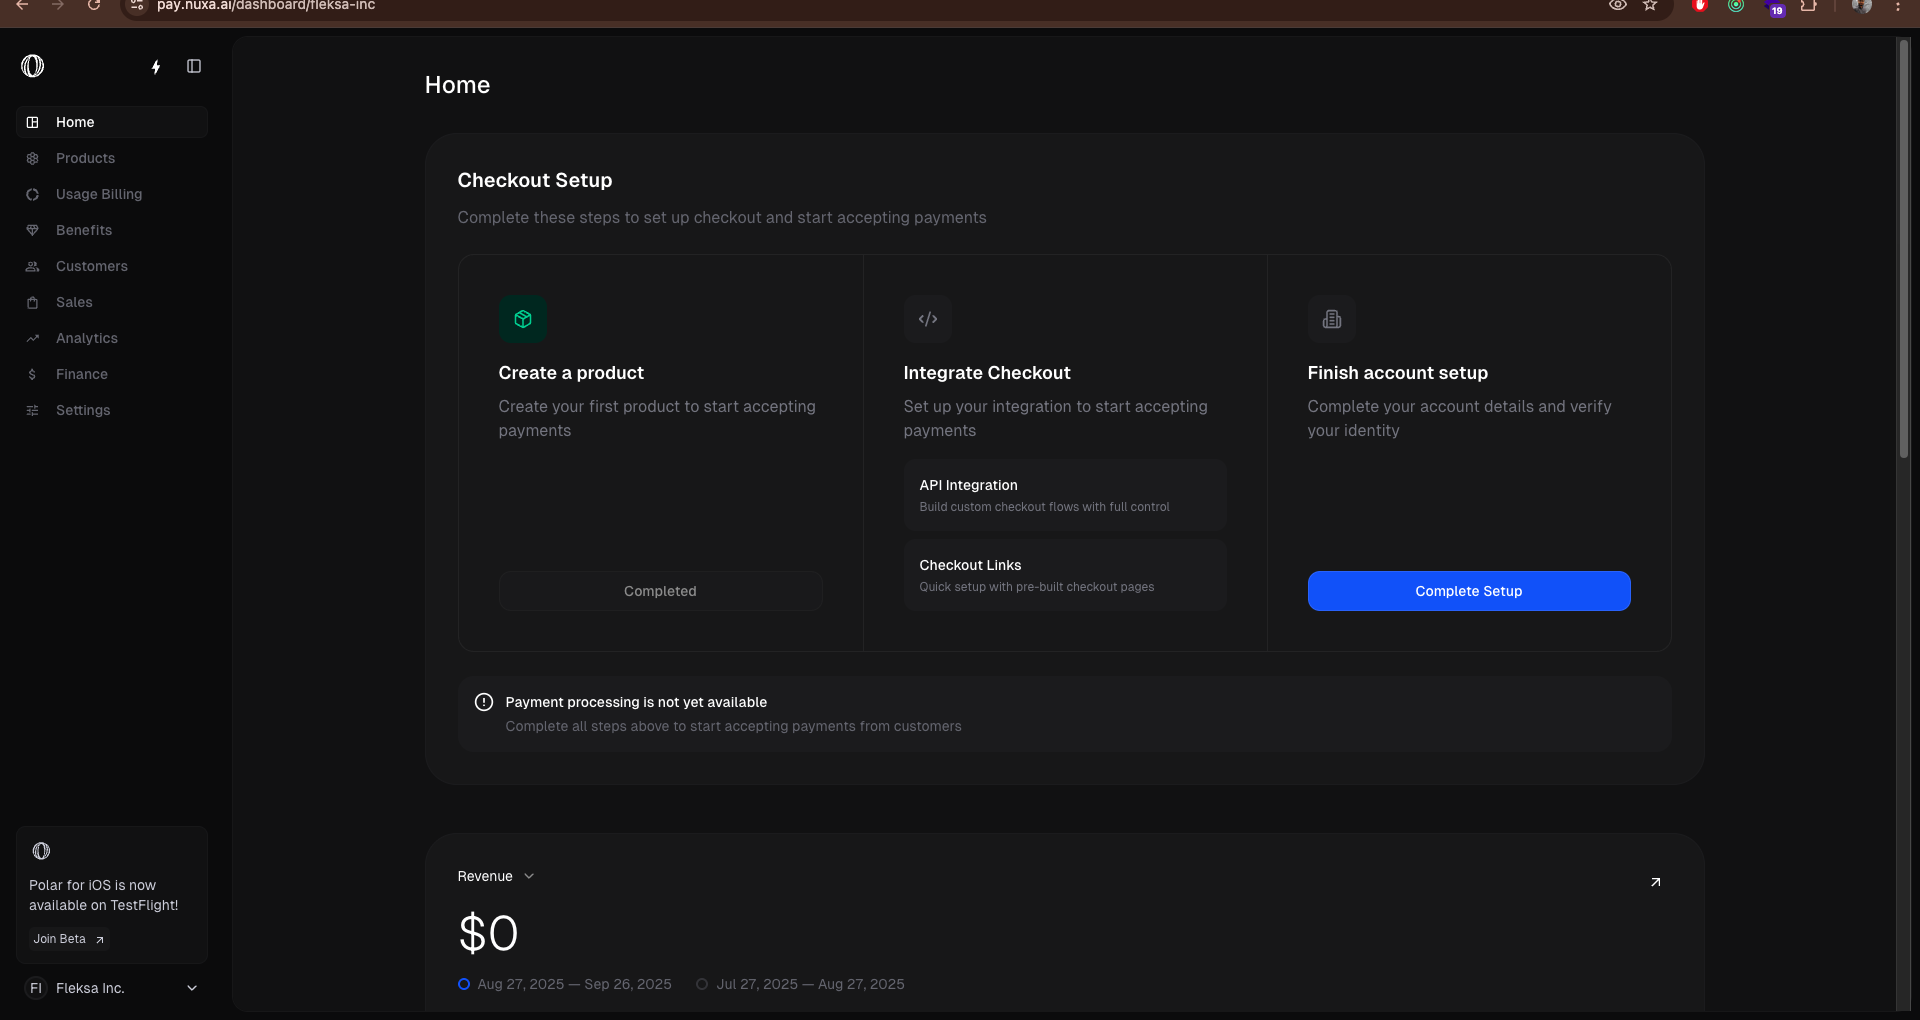 pay.nuxa.ai/dashboard/fleksa-inc
19
Home
Products
Usage Billing
Benefits
Customers
Sales
Analytics
Finance
Settings
Polar for iOS is now
available on TestFlight!
Join Beta
FI Fleksa Inc.
Home
Checkout Setup
Complete these steps to set up checkout and start accepting payments
Create a product
Create your first product to start accepting
payments
Completed
Integrate Checkout
Set up your integration to start accepting
payments
API Integration
Build custom checkout flows with full control
Checkout Links
Quick setup with pre-built checkout pages
Finish account setup
Complete your account details and verify
your identity
Complete Setup
Payment processing is not yet available
Complete all steps above to start accepting payments from customers
Revenue
$0
Aug 27, 2025 — Sep 26, 2025 Jul 27, 2025 — Aug 27, 2025